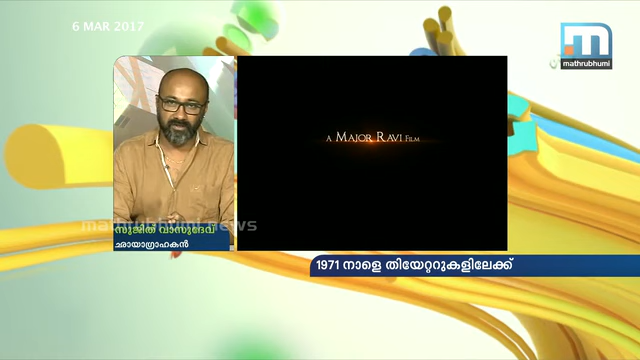 6 MAR 2017
mathrubhumi
A MAJOR RAVI FILM
mathrubhumi.news
സുജിത് വാസുദേവ്
ഛായാഗ്രാഹകൻ
1971 നാളെ തിയേറ്ററുകളിലേക്ക്